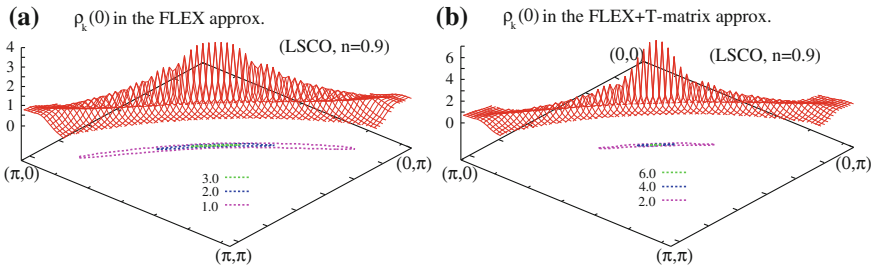 (a) ρk(0) in the FLEX approx.
(LSCO, n=0.9)
4
3
2
1
0
(π,0)
(0,π)
(π,π)
3.0
2.0
1.0
(b) ρk(0) in the FLEX+T-matrix approx.
(0,0)
(LSCO, n=0.9)
6
4
2
0
(π,0)
(0,π)
(π,π)
6.0
4.0
2.0